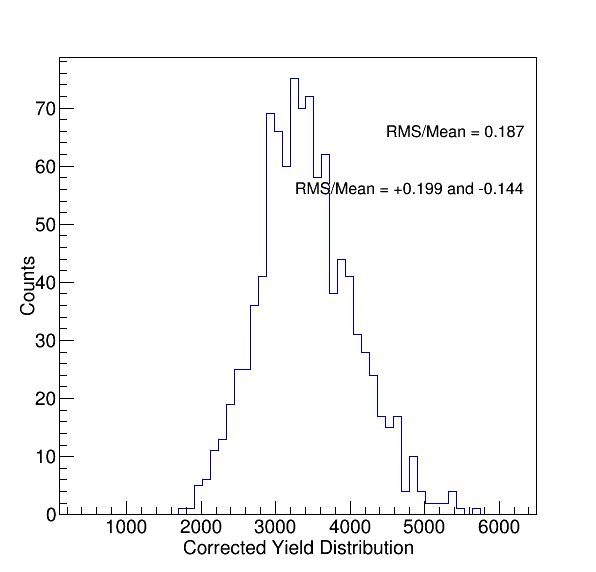 70
RMS/Mean = 0.187
60
RMS/Mean = +0.199 and -0.144
50
Counts
40
30
20
10
0
1000 2000 3000 4000 5000 6000
Corrected Yield Distribution